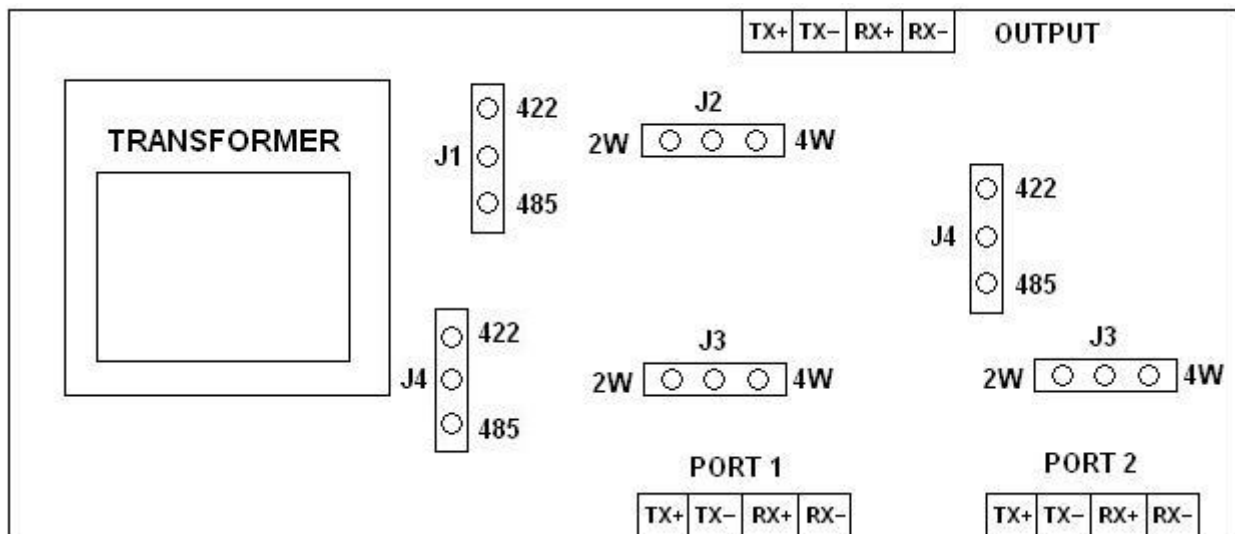 TX+ TX– RX+ RX– OUTPUT
TRANSFORMER
J1
422
485
J2
2W 4W
J4
422
485
J4
422
485
J3
2W 4W
J3
2W 4W
PORT 1
TX+ TX– RX+ RX–
PORT 2
TX+ TX– RX+ RX–